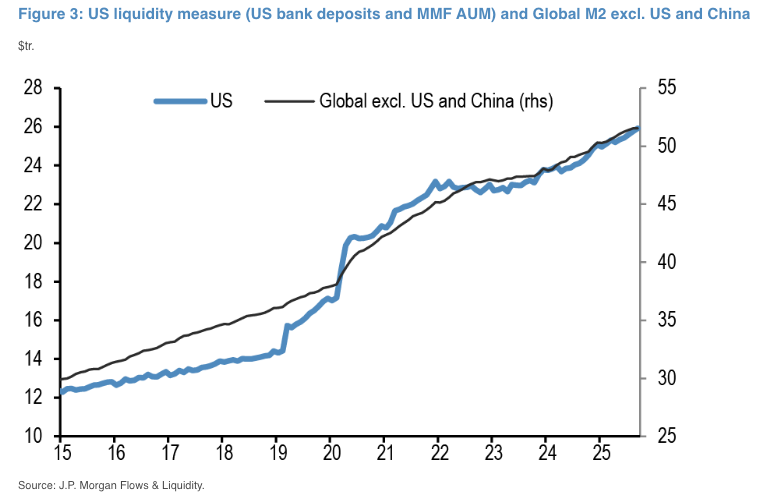 Figure 3: US liquidity measure (US bank deposits and MMF AUM) and Global M2 excl. US and China
$tr.
US
Global excl. US and China (rhs)
28
26
24
22
20
18
16
14
12
10
55
50
45
40
35
30
25
15 16 17 18 19 20 21 22 23 24 25
Source: J.P. Morgan Flows & Liquidity.